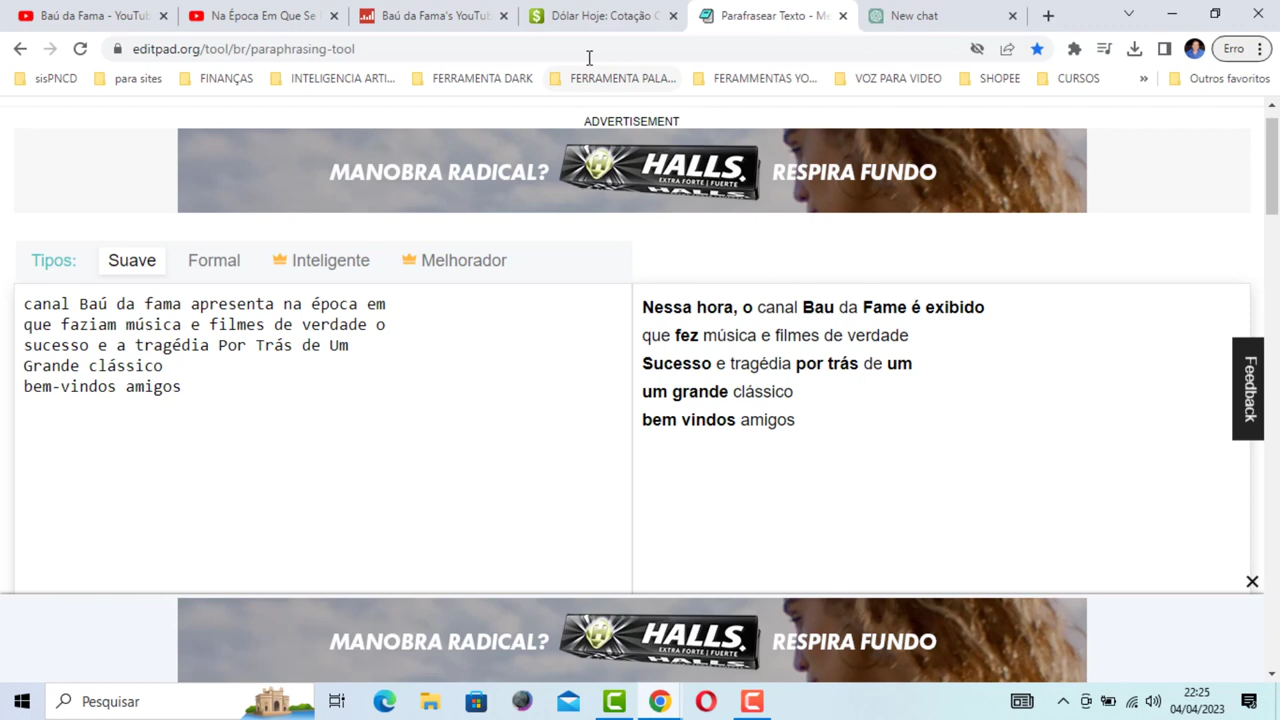 Baú da Fama - YouTub
Na Época Em Que Se
Baú da Fama's YouTub
Dólar Hoje: Cotação C
Parafrasear Texto - Me
New chat
editpad.org/tool/br/paraphrasing-tool
Erro
sisPNCD
para sites
FINANÇAS
INTELIGENCIA ARTI...
FERRAMENTA DARK
FERRAMENTA PALA...
FERAMMENTAS YO...
VOZ PARA VIDEO
SHOPEE
CURSOS
»
Outros favoritos
ADVERTISEMENT
MANOBRA RADICAL?
HALLS.
EXTRA FORTE | FUERTE
RESPIRA FUNDO
Tipos:
Suave
Formal
Inteligente
Melhorador
canal Baú da fama apresenta na época em
que faziam música e filmes de verdade o
sucesso e a tragédia Por Trás de Um
Grande clássico
bem-vindos amigos
Nessa hora, o canal Bau da Fame é exibido
que fez música e filmes de verdade
Sucesso e tragédia por trás de um
um grande clássico
bem vindos amigos
Feedback
MANOBRA RADICAL?
HALLS.
EXTRA FORTE | FUERTE
RESPIRA FUNDO
Pesquisar
22:25
04/04/2023